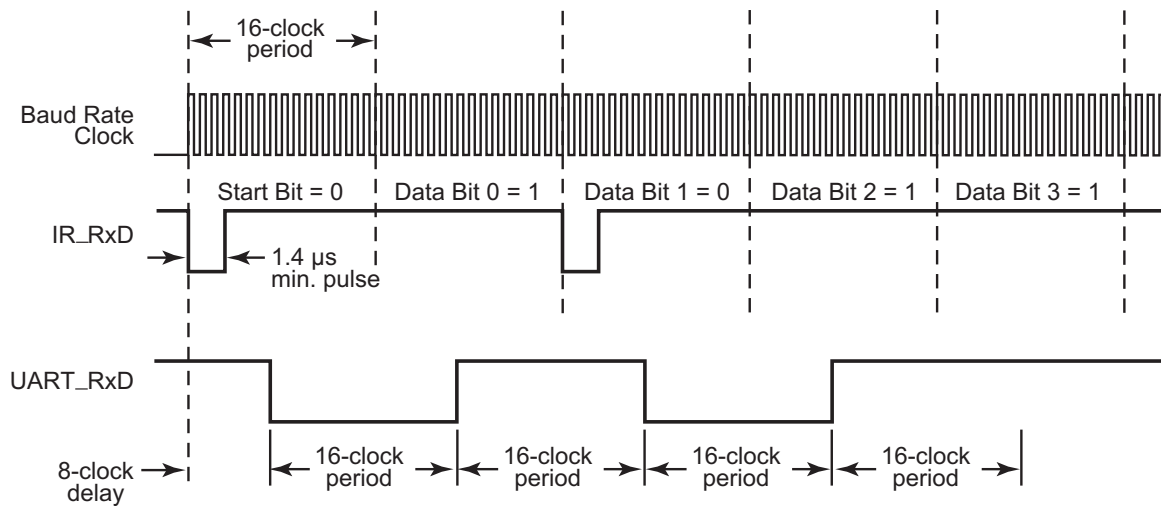 16-clock
period
Baud Rate
Clock
Start Bit = 0
Data Bit 0 = 1
Data Bit 1 = 0
Data Bit 2 = 1
Data Bit 3 = 1
IR_RxD
1.4 µs
min. pulse
UART_RxD
16-clock
period
16-clock
period
16-clock
period
16-clock
period
8-clock
delay